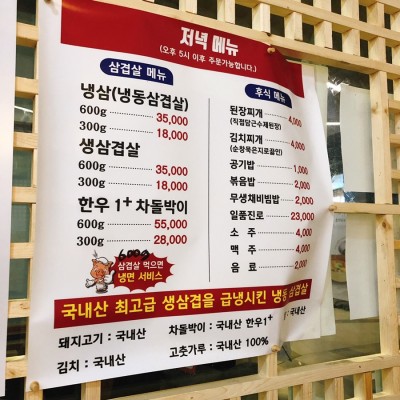 저녁 메뉴
(오후 5시 이후 주문가능합니다.)
삼겹살 메뉴
냉삼(냉동삼겹살)
600g 35,000
300g 18,000
생삼겹살
600g 35,000
300g 18,000
한우 1+ 차돌박이
600g 55,000
300g 28,000
600g
삼겹살 먹으면
냉면 서비스
후식 메뉴
된장찌개 4,000
(직접담근수제된장)
김치찌개 4,000
(순창묵은지로끓인)
공기밥 1,000
볶음밥 2,000
무생채비빔밥 2,000
일품진로 23,000
소 주 4,000
맥 주 4,000
음 료 2,000
국내산 최고급 생삼겹을 급냉시킨 냉동 삼겹살
돼지고기 : 국내산 차돌박이 : 국내산 한우1+ : 국내산
김치 : 국내산 고춧가루 : 국내산 100%